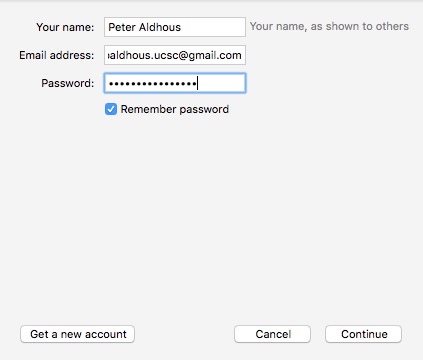 Your name: Peter Aldhous Your name, as shown to others
Email address: aldhous.ucsc@gmail.com
Password: ••••••••••••••••
Remember password
Get a new account Cancel Continue